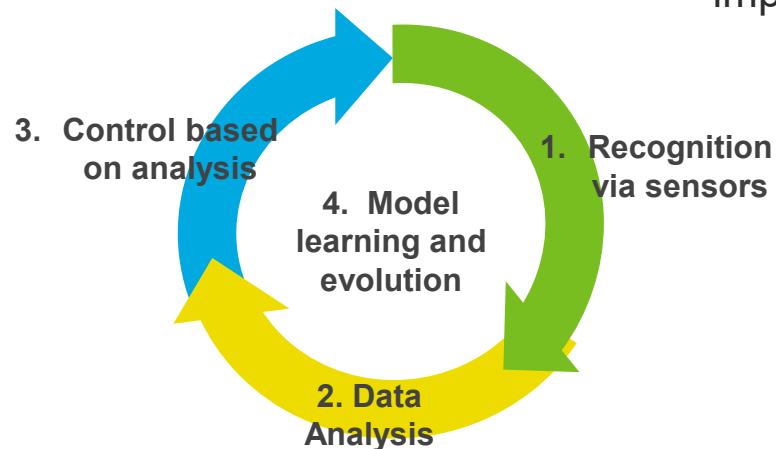 1. Recognition
via sensors
2. Data
Analysis
3. Control based
on analysis
4. Model
learning and
evolution